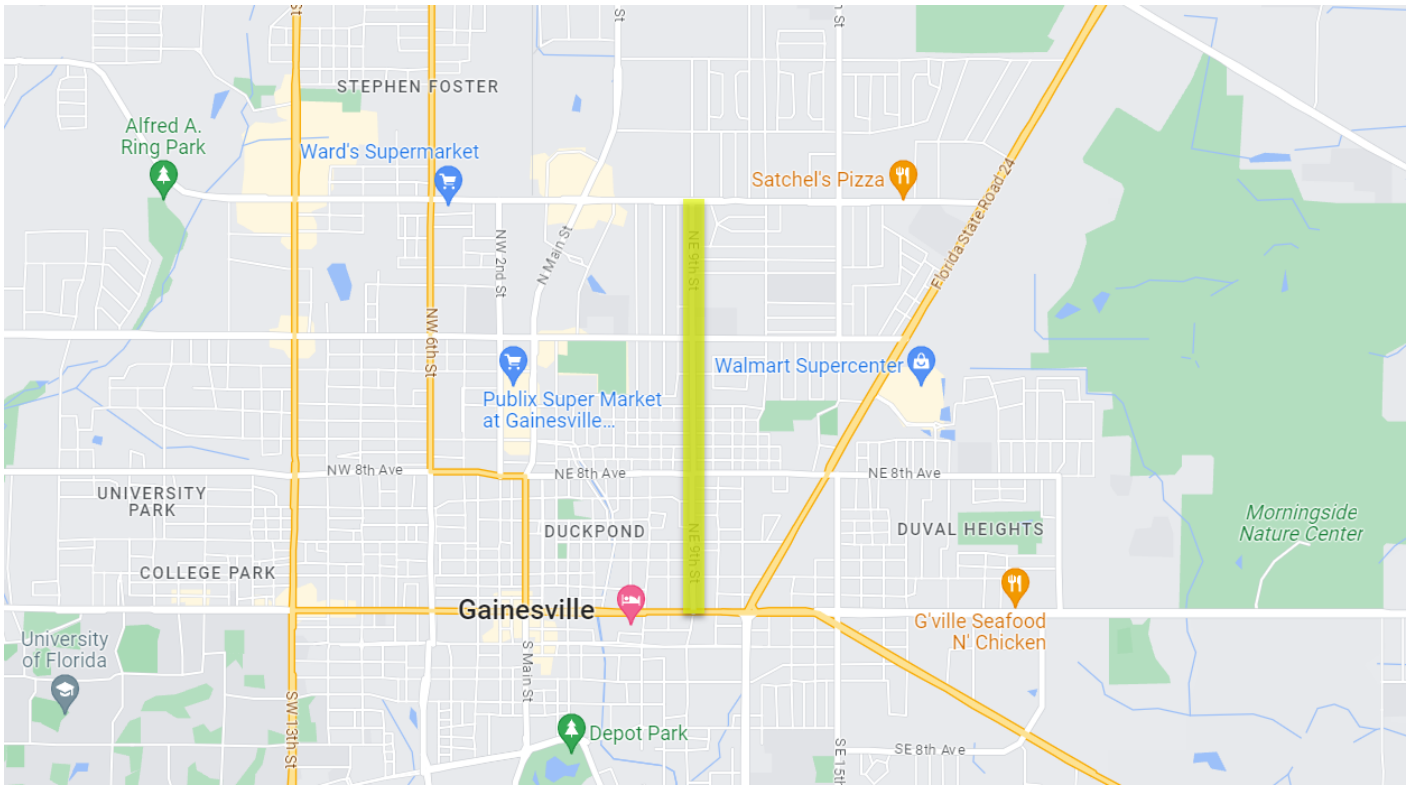 St
St
n St
STEPHEN FOSTER
Alfred A.
Ring Park
Ward's Supermarket
Satchel's Pizza
Florida State Road 24
NW 2nd St
N Main St
NE 9th St
NW 6th St
Walmart Supercenter
Publix Super Market
at Gainesville...
NW 8th Ave
NE 8th Ave
NE 8th Ave
UNIVERSITY
PARK
DUCKPOND
NE 9th St
DUVAL HEIGHTS
Morningside
Nature Center
COLLEGE PARK
Gainesville
G'ville Seafood
N' Chicken
University
of Florida
S Main St
SW 13th St
Depot Park
SE 15th
SE 8th Ave